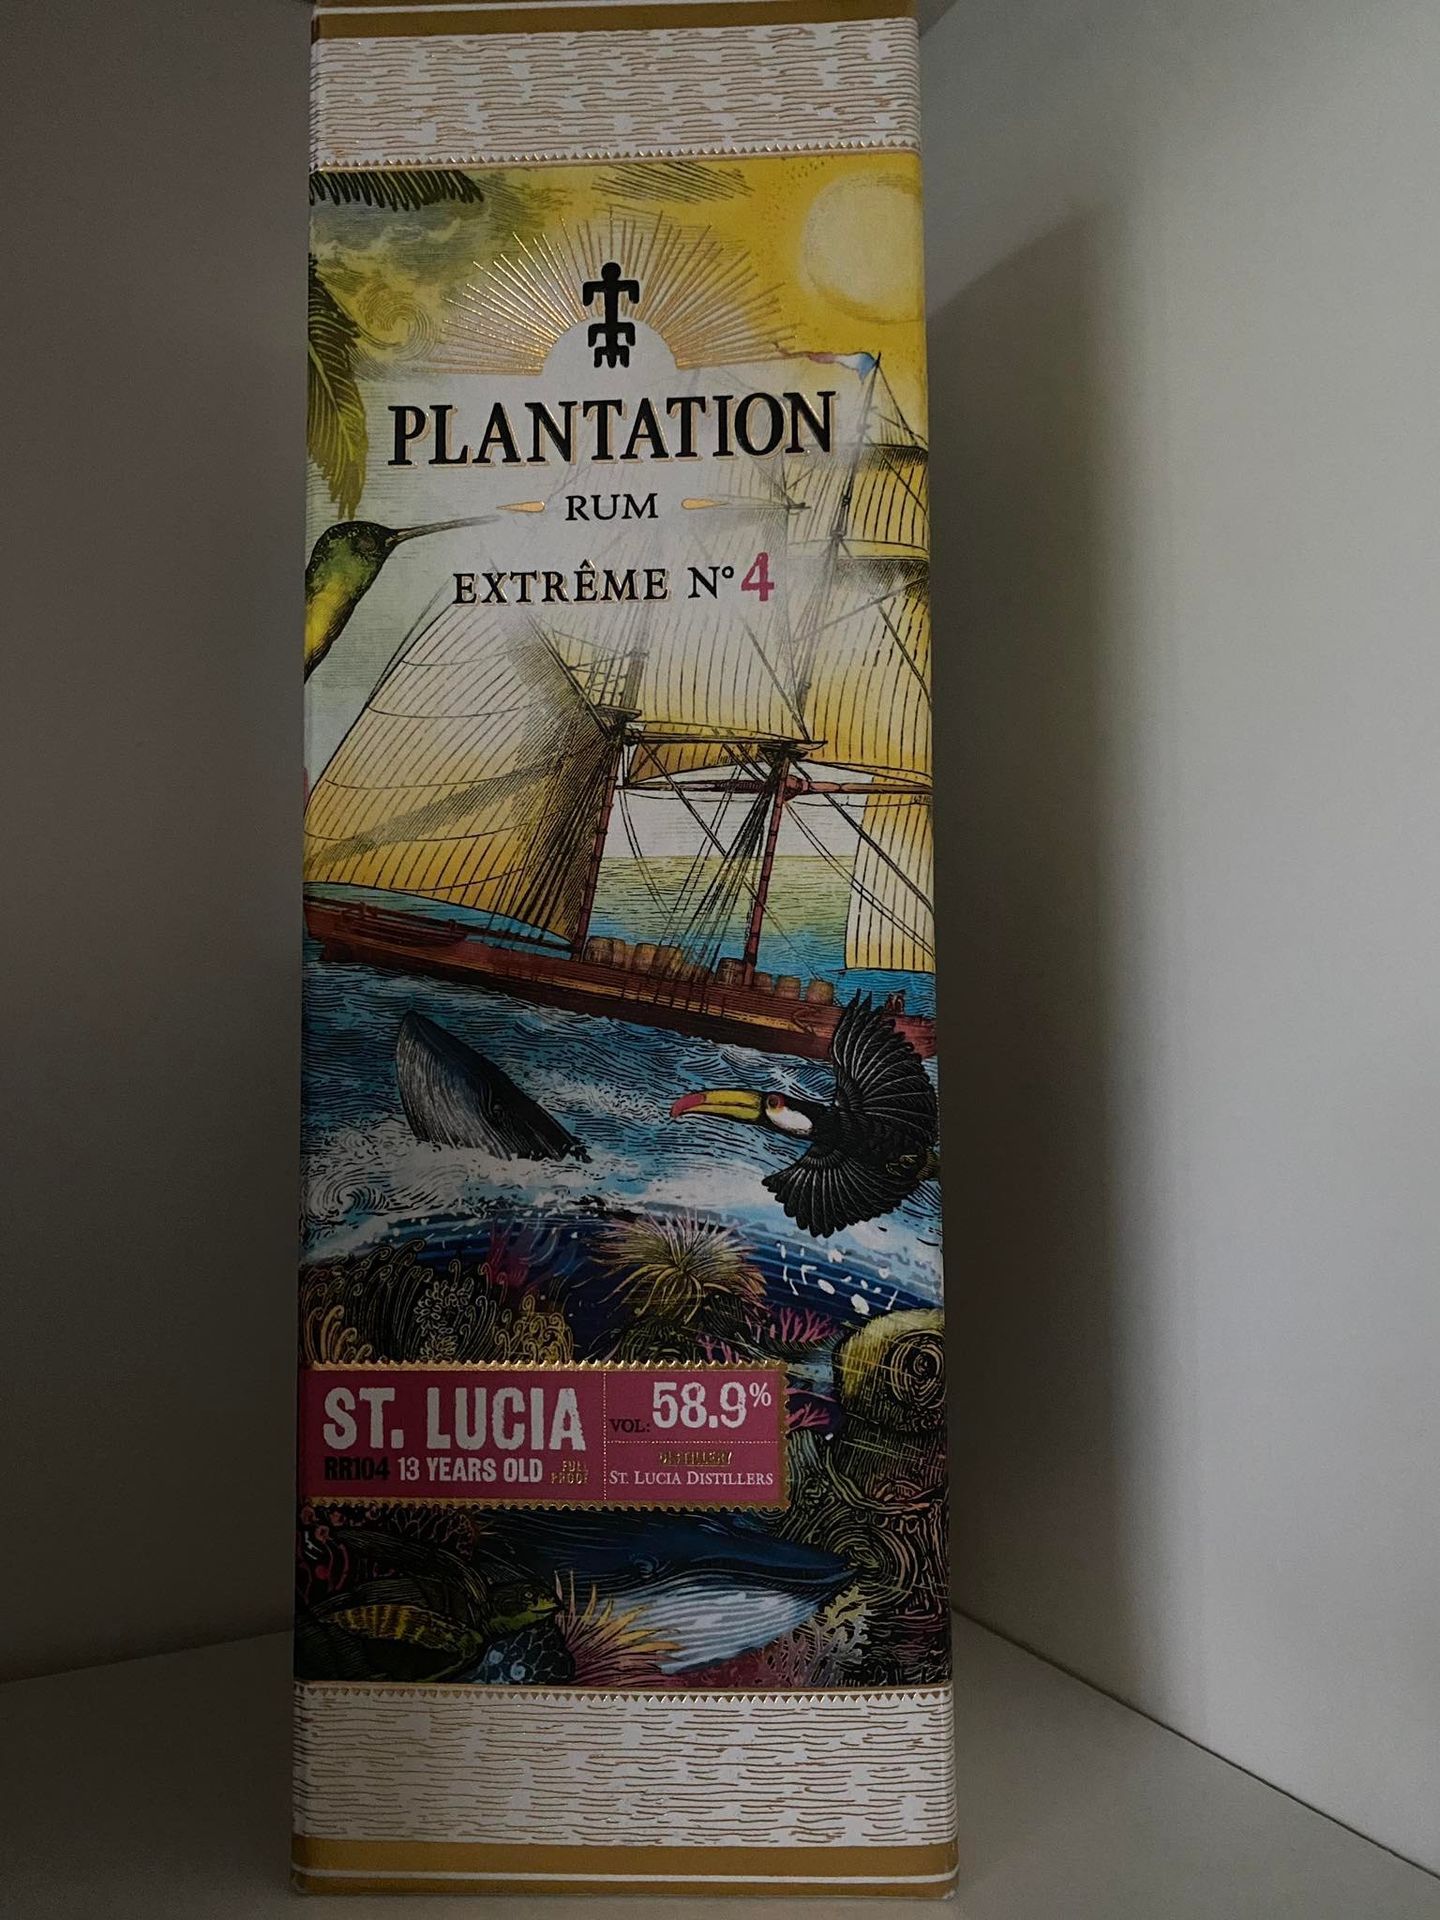 PLANTATION
RUM
EXTRÊME N° 4
ST. LUCIA
RR104 13 YEARS OLD FULL PROOF
VOL: 58.9%
DISTILLERY
ST. LUCIA DISTILLERS